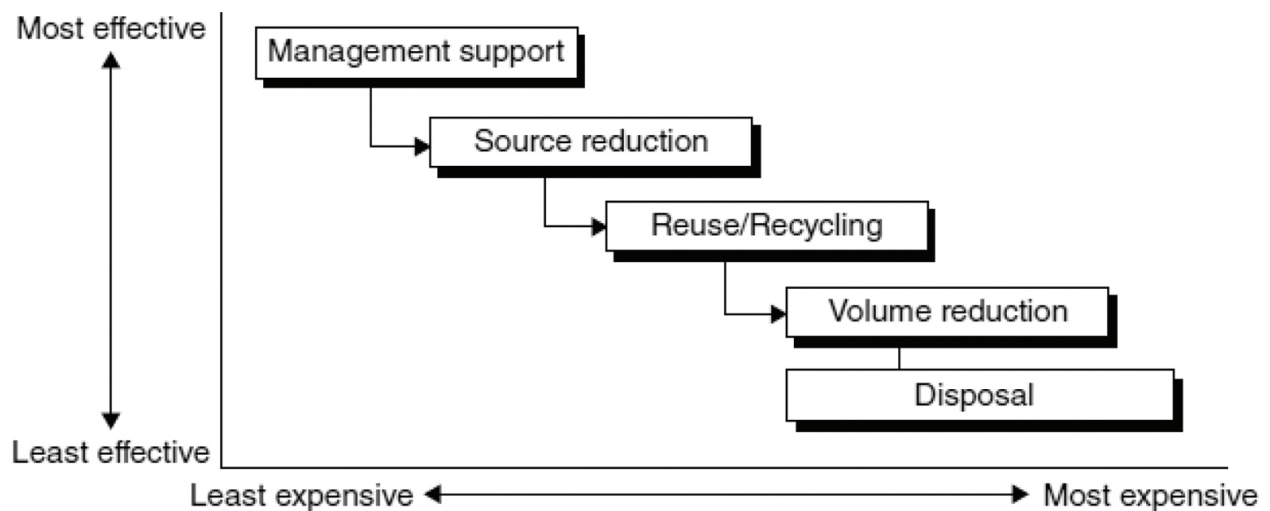 Most effective
Management support
Source reduction
Reuse/Recycling
Volume reduction
Disposal
Least effective
Least expensive
Most expensive